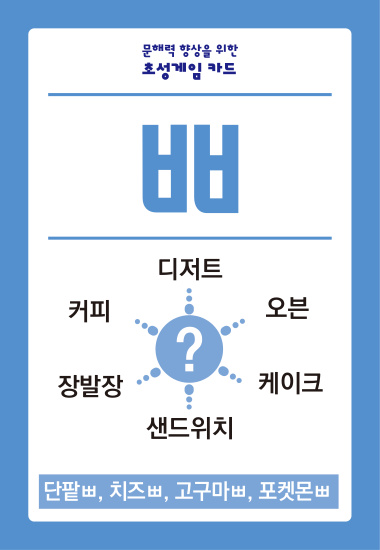 문해력 향상을 위한
초성게임 카드
ㅃ
디저트
커피
오븐
?
장발장
케이크
샌드위치
단팥ㅃ, 치즈ㅃ, 고구마ㅃ, 포켓몬ㅃ